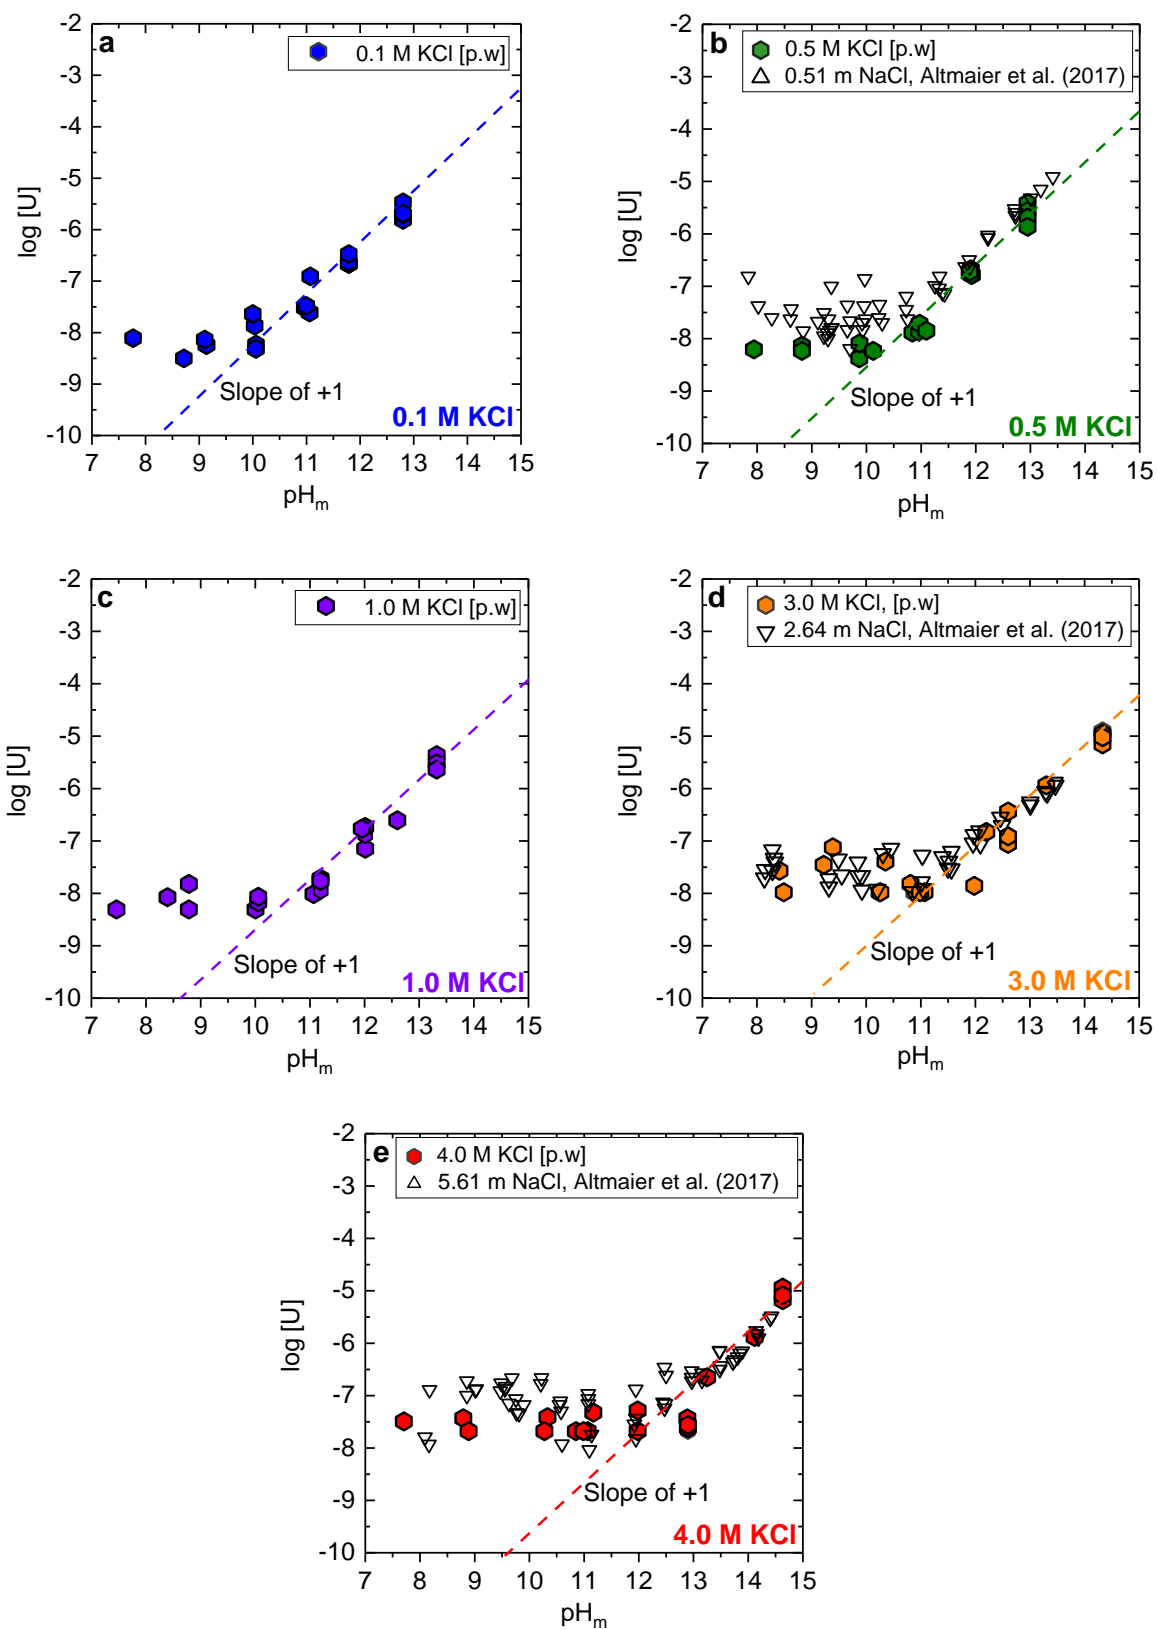 a
0.1 M KCl [p.w]
-2
-3
-4
-5
-6
-7
-8
-9
-10
log [U]
Slope of +1
0.1 M KCl
7 8 9 10 11 12 13 14 15
pHm
b
0.5 M KCl [p.w]
0.51 m NaCl, Altmaier et al. (2017)
-2
-3
-4
-5
-6
-7
-8
-9
-10
log [U]
Slope of +1
0.5 M KCl
7 8 9 10 11 12 13 14 15
pHm
c
1.0 M KCl [p.w]
-2
-3
-4
-5
-6
-7
-8
-9
-10
log [U]
Slope of +1
1.0 M KCl
7 8 9 10 11 12 13 14 15
pHm
d
3.0 M KCl, [p.w]
2.64 m NaCl, Altmaier et al. (2017)
-2
-3
-4
-5
-6
-7
-8
-9
-10
log [U]
Slope of +1
3.0 M KCl
7 8 9 10 11 12 13 14 15
pHm
e
4.0 M KCl [p.w]
5.61 m NaCl, Altmaier et al. (2017)
-2
-3
-4
-5
-6
-7
-8
-9
-10
log [U]
Slope of +1
4.0 M KCl
7 8 9 10 11 12 13 14 15
pHm